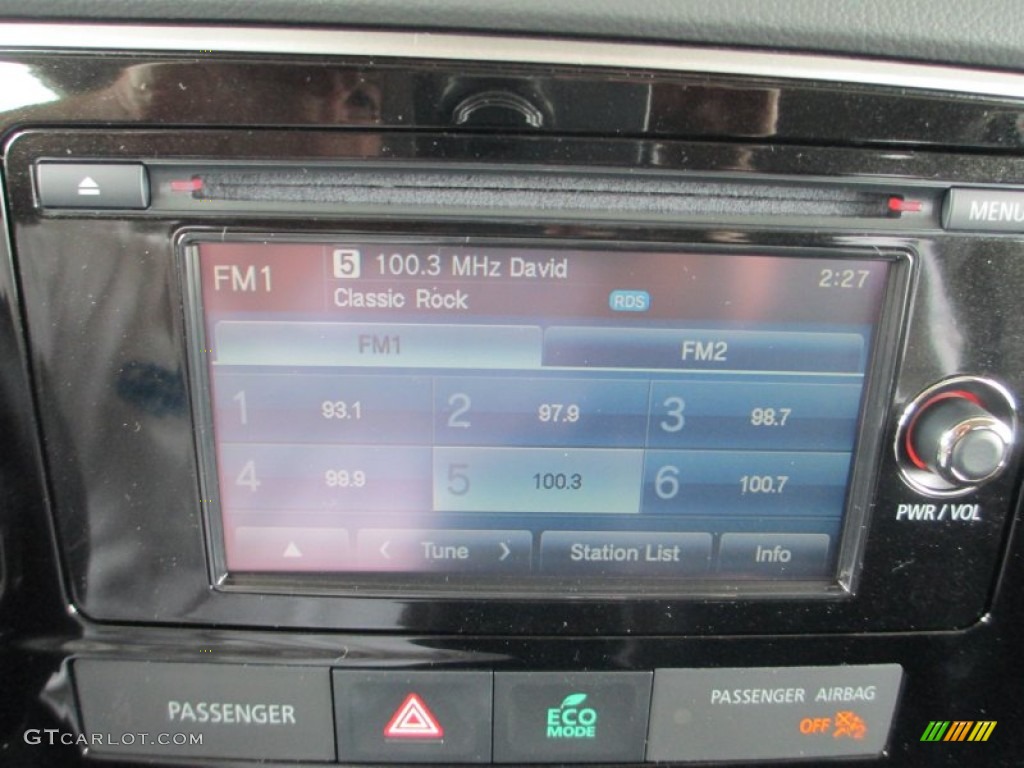 MENU
FM1
5 100.3 MHz David
2:27
Classic Rock
RDS
FM1 FM2
1 93.1 2 97.9 3 98.7
4 99.9 5 100.3 6 100.7
Tune Station List Info
PWR / VOL
PASSENGER
ECO
MODE
PASSENGER AIRBAG
OFF
GTCARLOT.COM